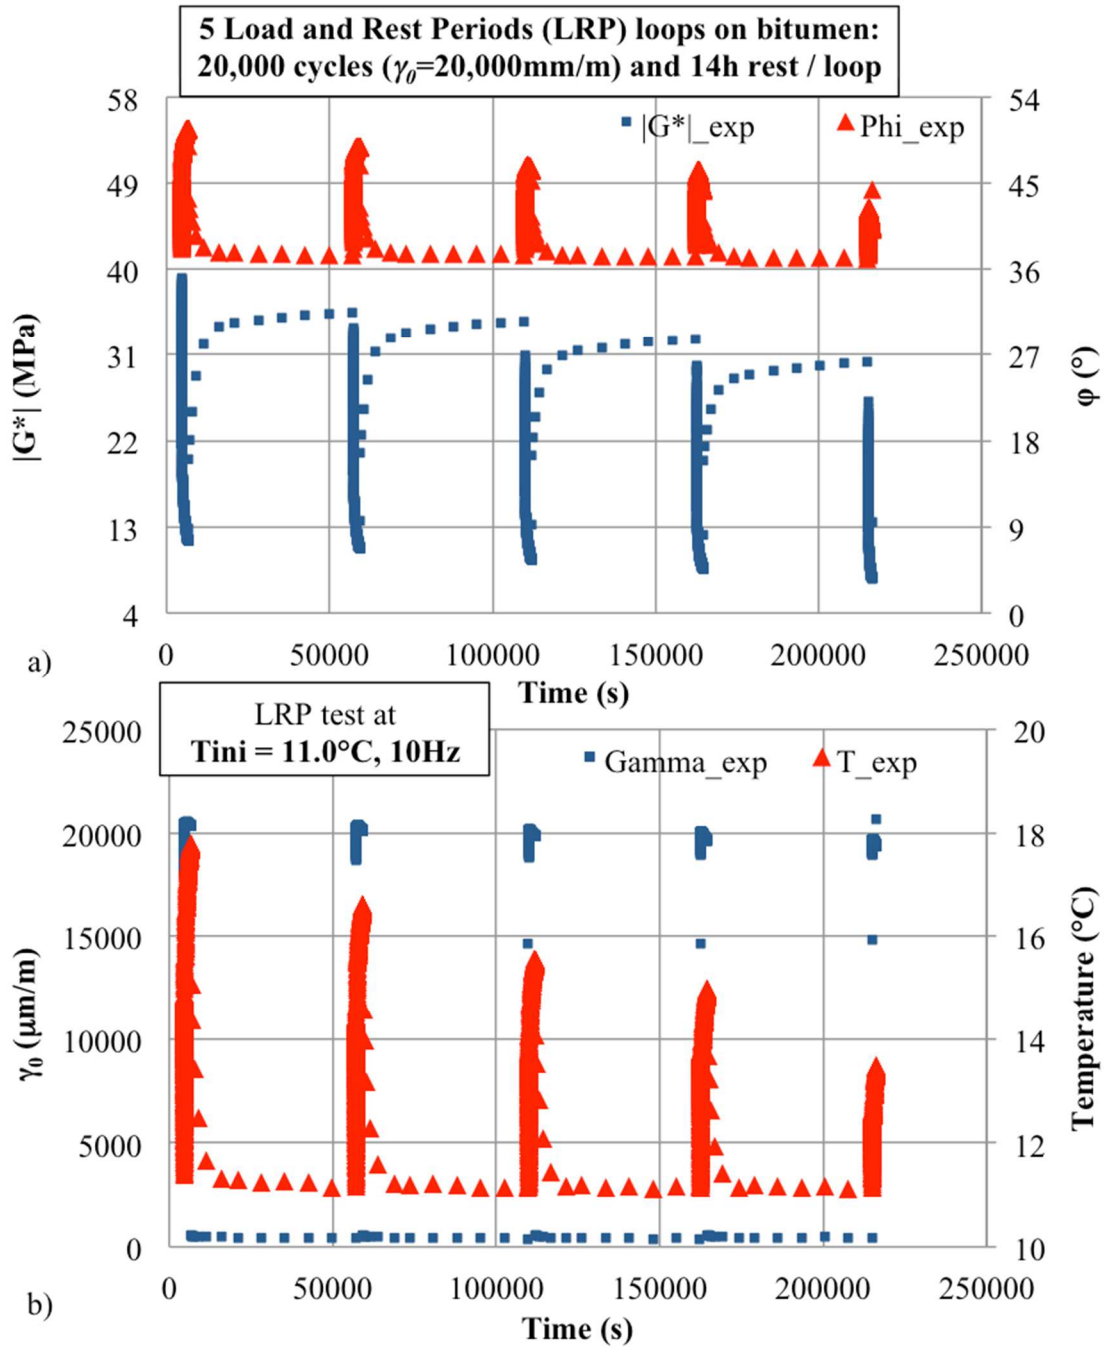 5 Load and Rest Periods (LRP) loops on bitumen:
20,000 cycles (γ₀=20,000mm/m) and 14h rest / loop
58 54
|G*|_exp Phi_exp
49 45
40 36
|G*| (MPa)
31 27
φ (°)
22 18
13 9
4 0
0 50000 100000 150000 200000 250000
a)
Time (s)
LRP test at
Tini = 11.0°C, 10Hz
25000 20
Gamma_exp T_exp
20000 18
15000 16
γ₀ (µm/m)
Temperature (°C)
10000 14
5000 12
0 10
0 50000 100000 150000 200000 250000
b)
Time (s)